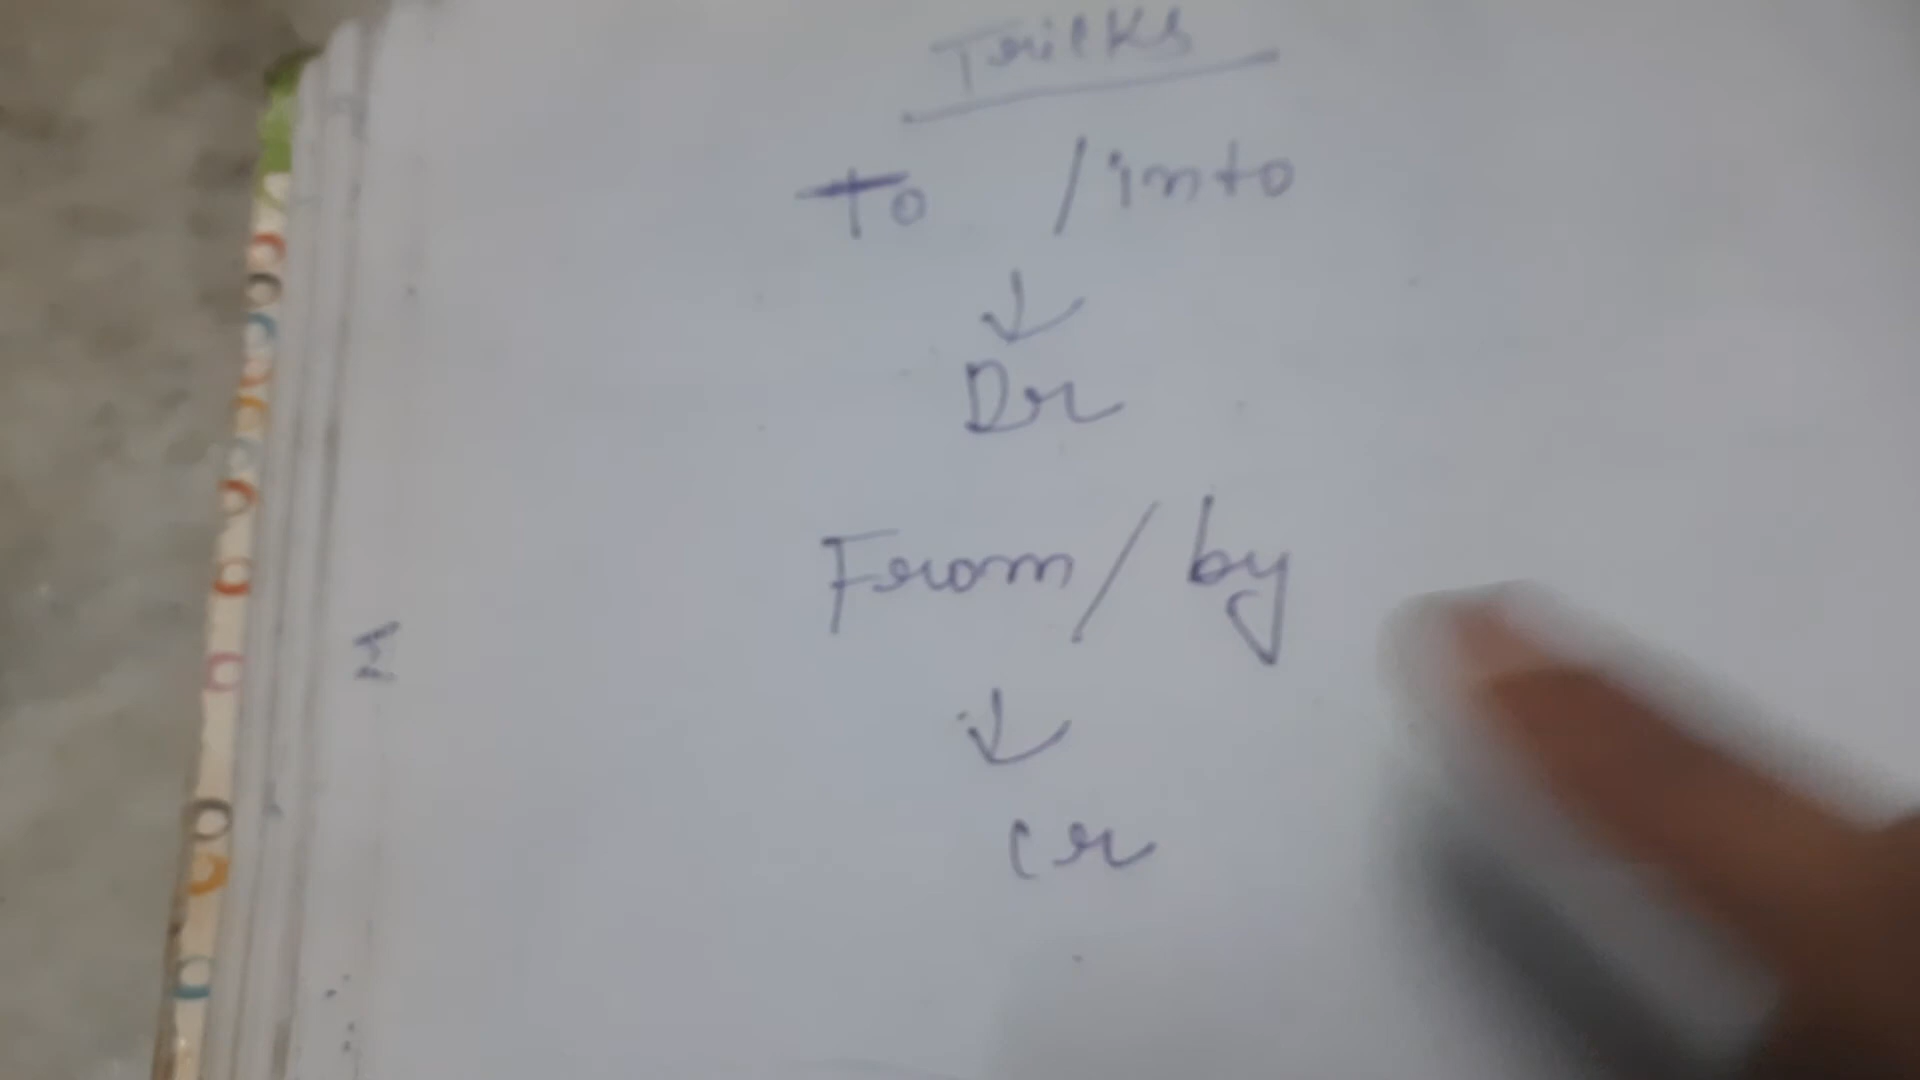 Tricks
To / into
↓
Dr
From / by
↓
Cr